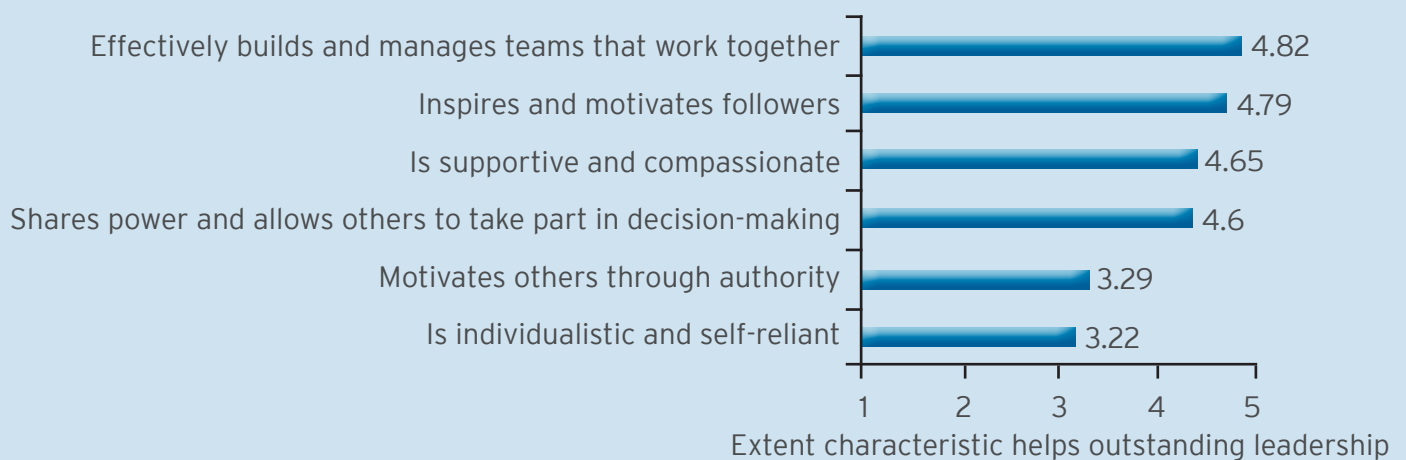 Effectively builds and manages teams that work together 4.82
Inspires and motivates followers 4.79
Is supportive and compassionate 4.65
Shares power and allows others to take part in decision-making 4.6
Motivates others through authority 3.29
Is individualistic and self-reliant 3.22
1 2 3 4 5
Extent characteristic helps outstanding leadership